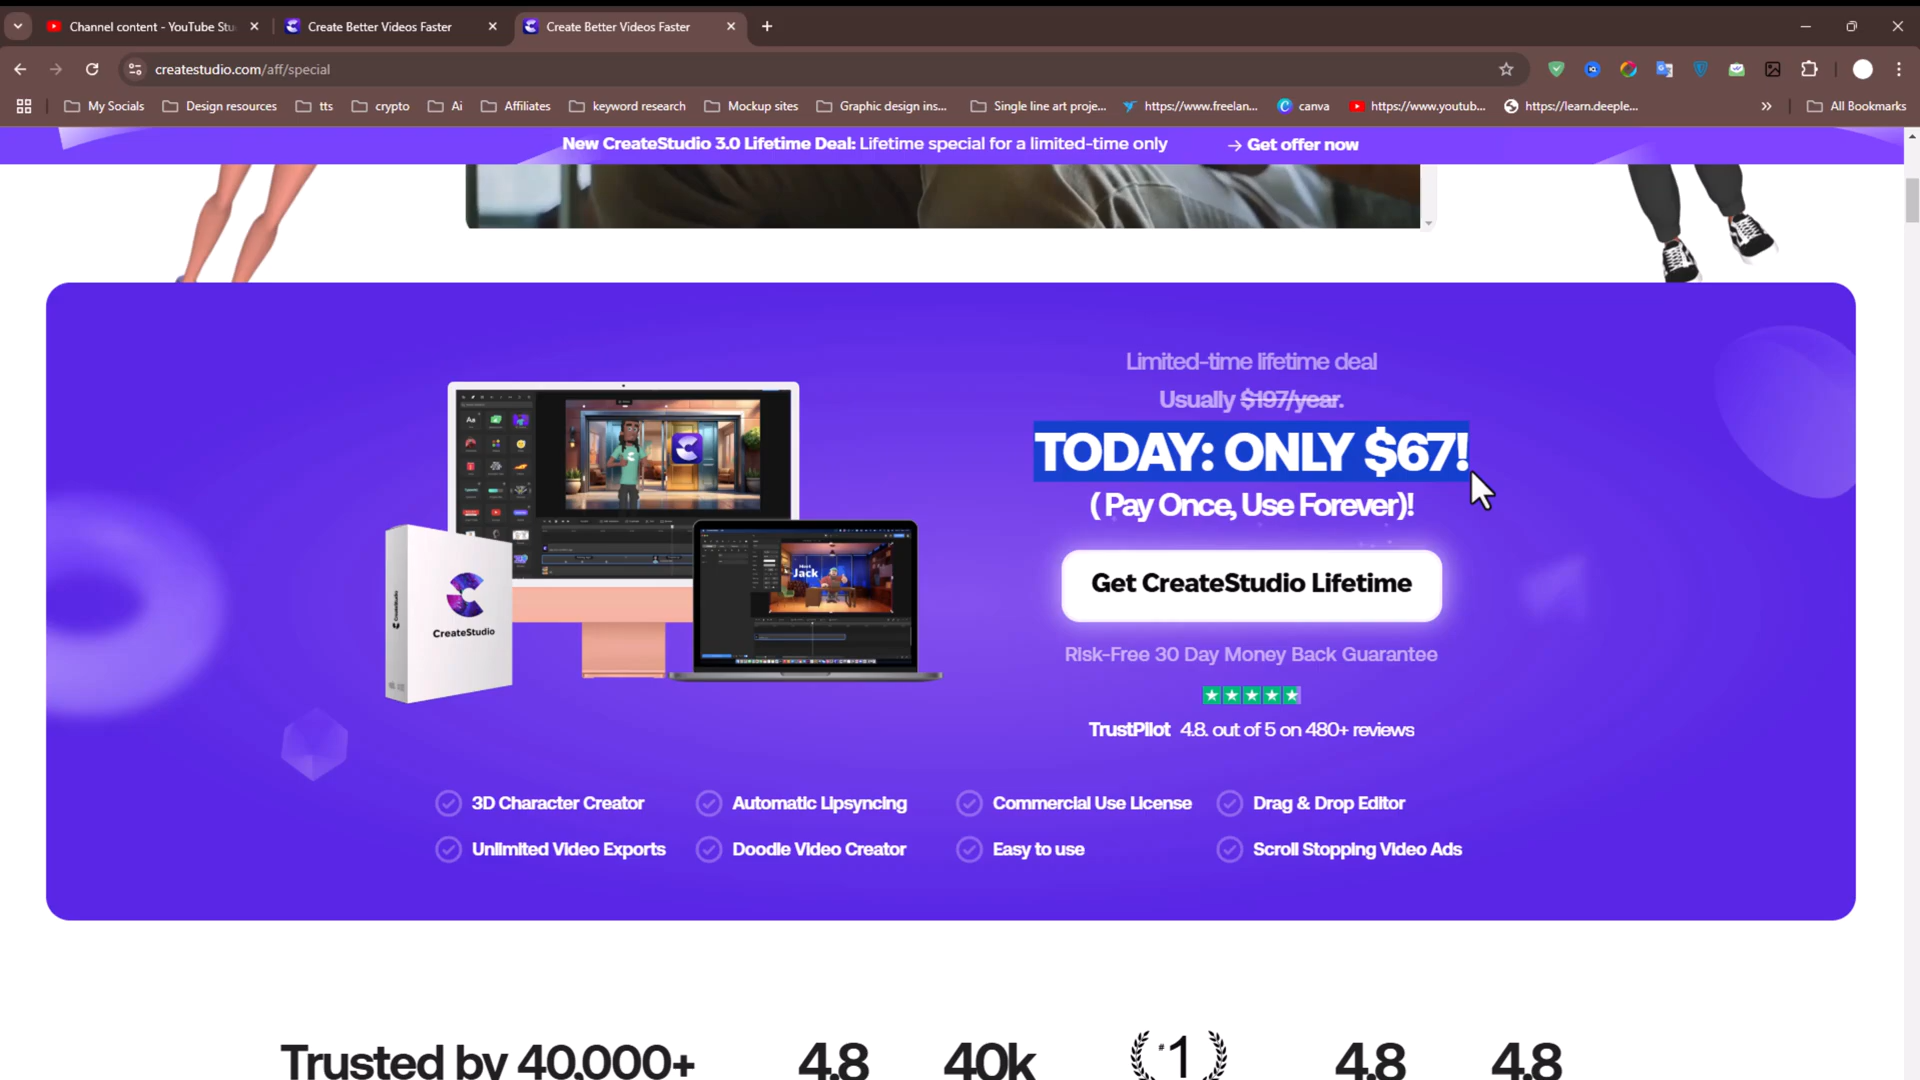 Channel content - YouTube Stu
Create Better Videos Faster
Create Better Videos Faster
createstudio.com/aff/special
My Socials
Design resources
tts
crypto
Ai
Affiliates
keyword research
Mockup sites
Graphic design ins...
Single line art proje...
https://www.freelan...
canva
https://www.youtub...
https://learn.deeple...
All Bookmarks
New CreateStudio 3.0 Lifetime Deal: Lifetime special for a limited-time only → Get offer now
Limited-time lifetime deal
Usually $197/year.
TODAY: ONLY $67!
( Pay Once, Use Forever)!
Get CreateStudio Lifetime
Risk-Free 30 Day Money Back Guarantee
TrustPilot 4.8. out of 5 on 480+ reviews
CreateStudio
CreateStudio
Jack
3D Character Creator
Automatic Lipsyncing
Commercial Use License
Drag & Drop Editor
Unlimited Video Exports
Doodle Video Creator
Easy to use
Scroll Stopping Video Ads
Trusted by 40,000+
4.8
40k
#1
4.8
4.8